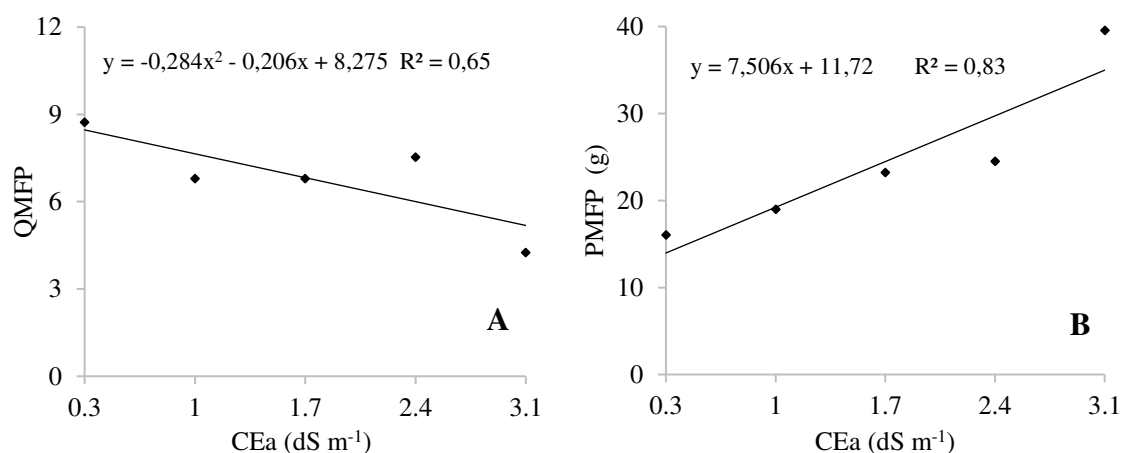 12
9
6
3
0
QMFP
y = -0,284x² - 0,206x + 8,275 R² = 0,65
A
0.3 1 1.7 2.4 3.1
CEa (dS m⁻¹)
40
30
20
10
0
PMFP (g)
y = 7,506x + 11,72 R² = 0,83
B
0.3 1 1.7 2.4 3.1
CEa (dS m⁻¹)